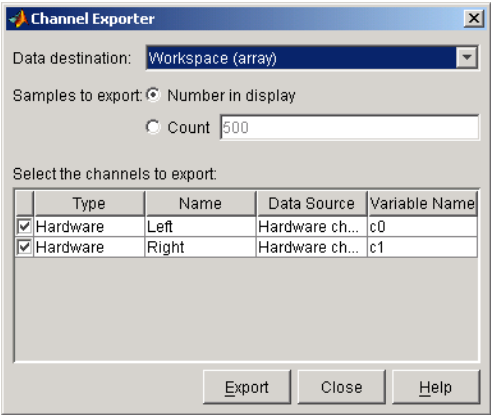 Channel Exporter
Data destination: Workspace (array)
Samples to export: Number in display
Count 500
Select the channels to export:
Type Name Data Source Variable Name
Hardware Left Hardware ch... c0
Hardware Right Hardware ch... c1
Export Close Help